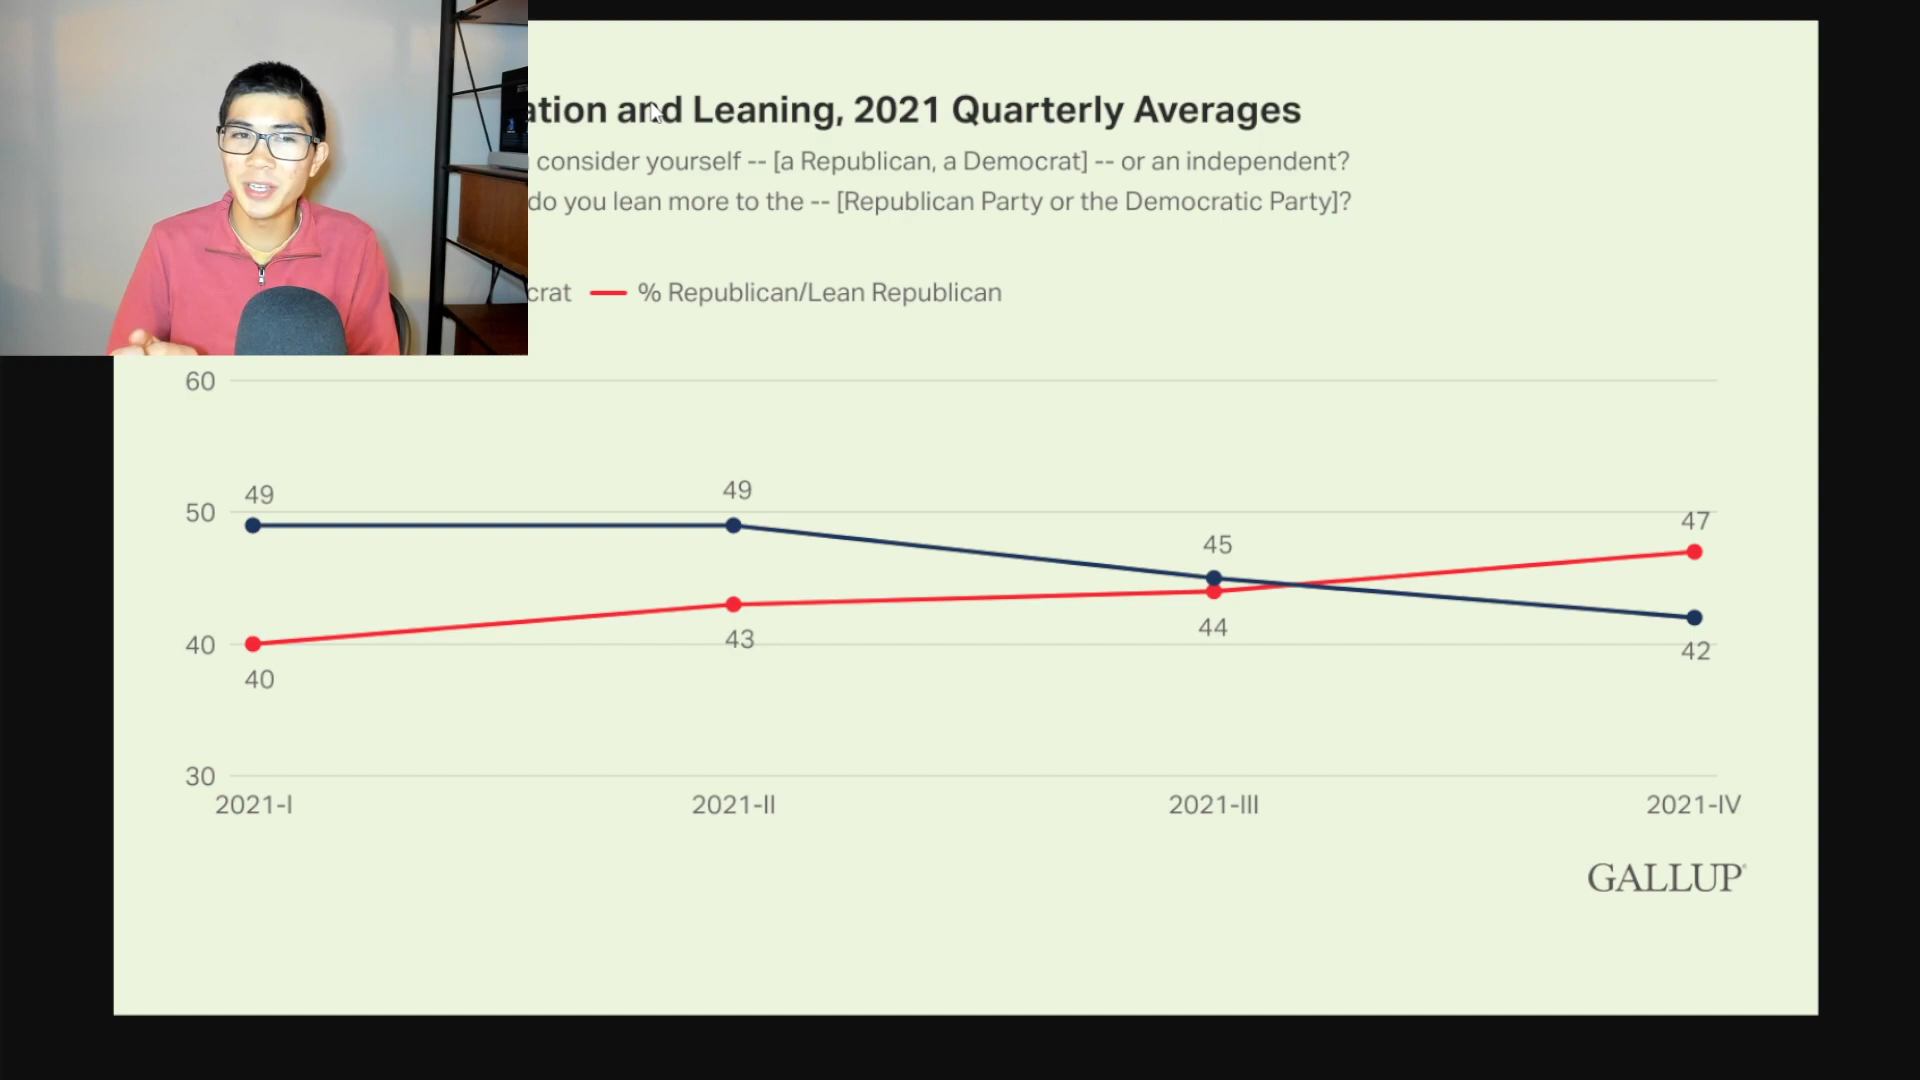 ation and Leaning, 2021 Quarterly Averages
consider yourself -- [a Republican, a Democrat] -- or an independent?
do you lean more to the -- [Republican Party or the Democratic Party]?
crat % Republican/Lean Republican
60
49 49
50
47
45
40
43
44
42
40
30
2021-I 2021-II 2021-III 2021-IV
GALLUP